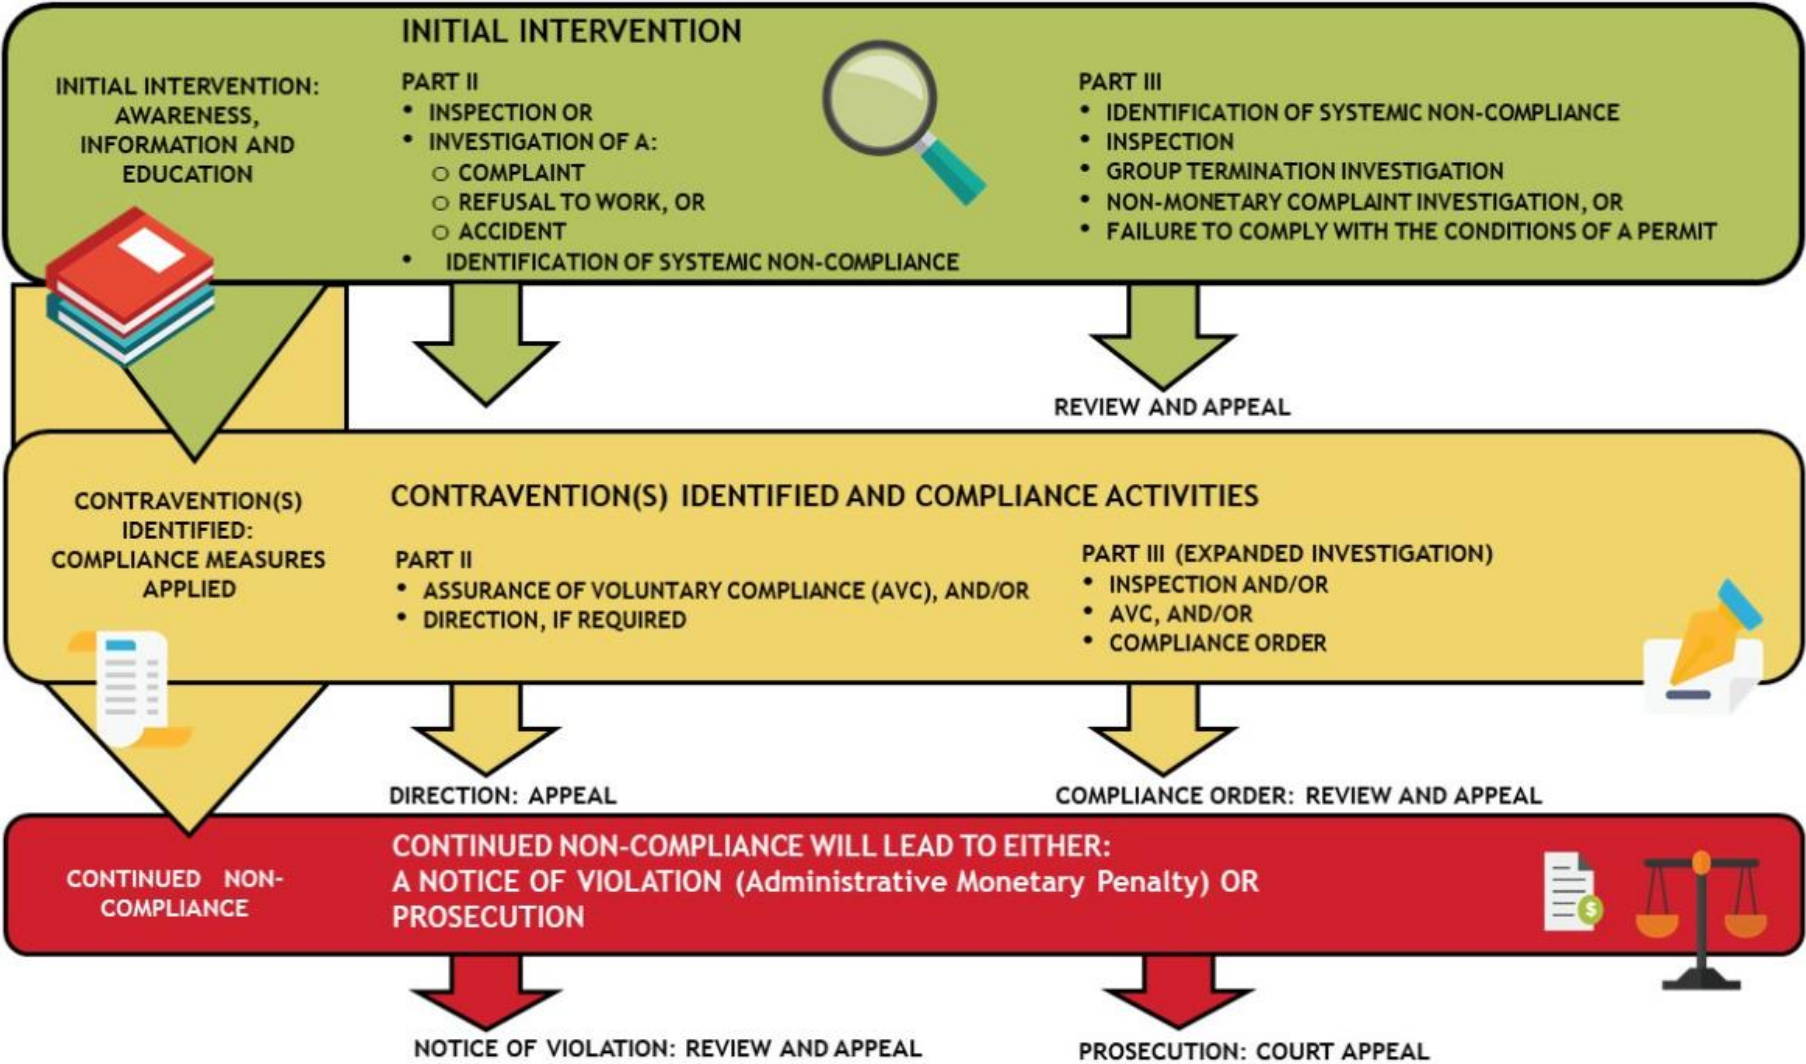 INITIAL INTERVENTION:
AWARENESS,
INFORMATION AND
EDUCATION
INITIAL INTERVENTION
PART II
• INSPECTION OR
• INVESTIGATION OF A:
o COMPLAINT
o REFUSAL TO WORK, OR
o ACCIDENT
• IDENTIFICATION OF SYSTEMIC NON-COMPLIANCE
PART III
• IDENTIFICATION OF SYSTEMIC NON-COMPLIANCE
• INSPECTION
• GROUP TERMINATION INVESTIGATION
• NON-MONETARY COMPLAINT INVESTIGATION, OR
• FAILURE TO COMPLY WITH THE CONDITIONS OF A PERMIT
REVIEW AND APPEAL
CONTRAVENTION(S)
IDENTIFIED:
COMPLIANCE MEASURES
APPLIED
CONTRAVENTION(S) IDENTIFIED AND COMPLIANCE ACTIVITIES
PART II
• ASSURANCE OF VOLUNTARY COMPLIANCE (AVC), AND/OR
• DIRECTION, IF REQUIRED
PART III (EXPANDED INVESTIGATION)
• INSPECTION AND/OR
• AVC, AND/OR
• COMPLIANCE ORDER
DIRECTION: APPEAL
COMPLIANCE ORDER: REVIEW AND APPEAL
CONTINUED NON-
COMPLIANCE
CONTINUED NON-COMPLIANCE WILL LEAD TO EITHER:
A NOTICE OF VIOLATION (Administrative Monetary Penalty) OR
PROSECUTION
$
NOTICE OF VIOLATION: REVIEW AND APPEAL
PROSECUTION: COURT APPEAL